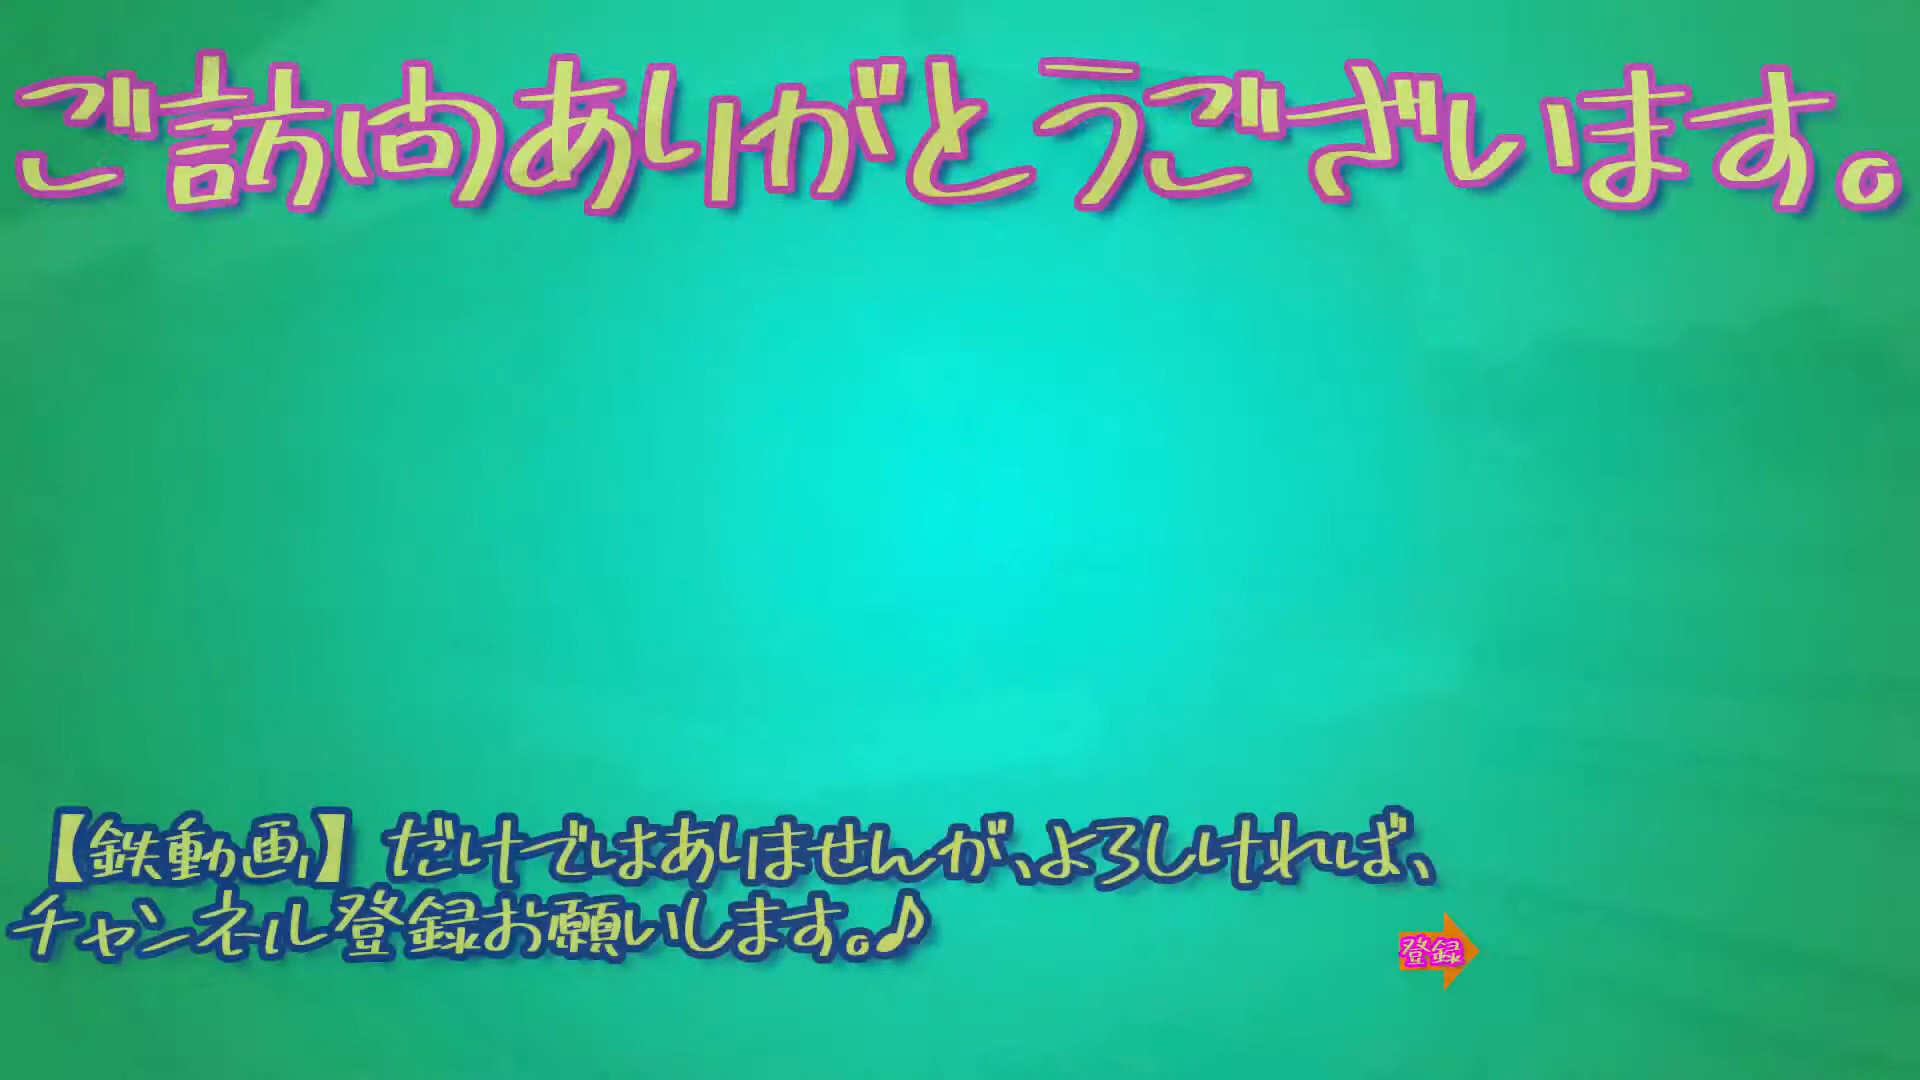 ご訪向ありがとうございます。
【鉄動画】だけではありませんが、よろしければ、
チャンネル登録お願いします。♪
登録